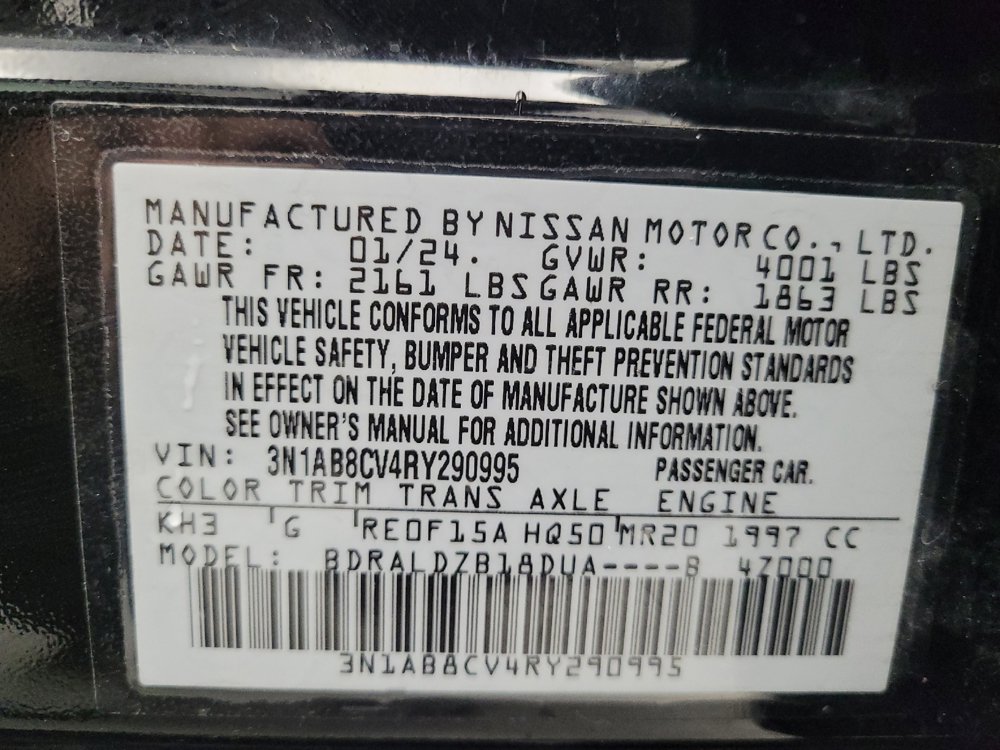 MANUFACTURED BY NISSAN MOTOR CO., LTD.
DATE: 01/24. GVWR: 4001 LBS
GAWR FR: 2161 LBS GAWR RR: 1863 LBS
THIS VEHICLE CONFORMS TO ALL APPLICABLE FEDERAL MOTOR
VEHICLE SAFETY, BUMPER AND THEFT PREVENTION STANDARDS
IN EFFECT ON THE DATE OF MANUFACTURE SHOWN ABOVE.
SEE OWNER'S MANUAL FOR ADDITIONAL INFORMATION.
VIN: 3N1AB8CV4RY290995 PASSENGER CAR.
COLOR TRIM TRANS AXLE ENGINE
KH3 G RE0F15A HQ50 MR20 1997 CC
MODEL: BDRALDZB18DUA----B 4Z000
3N1AB8CV4RY290995